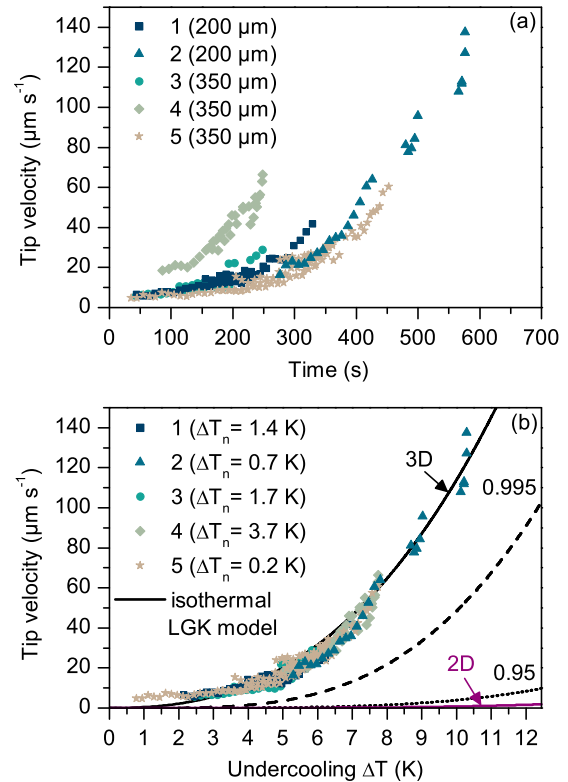 (a)
1 (200 µm)
2 (200 µm)
3 (350 µm)
4 (350 µm)
5 (350 µm)
Tip velocity (µm s⁻¹)
140
120
100
80
60
40
20
0
0 100 200 300 400 500 600 700
Time (s)
(b)
1 (ΔTₙ= 1.4 K)
2 (ΔTₙ= 0.7 K)
3 (ΔTₙ= 1.7 K)
4 (ΔTₙ= 3.7 K)
5 (ΔTₙ= 0.2 K)
isothermal
LGK model
3D
0.995
2D
0.95
Tip velocity (µm s⁻¹)
140
120
100
80
60
40
20
0
0 1 2 3 4 5 6 7 8 9 10 11 12
Undercooling ΔT (K)